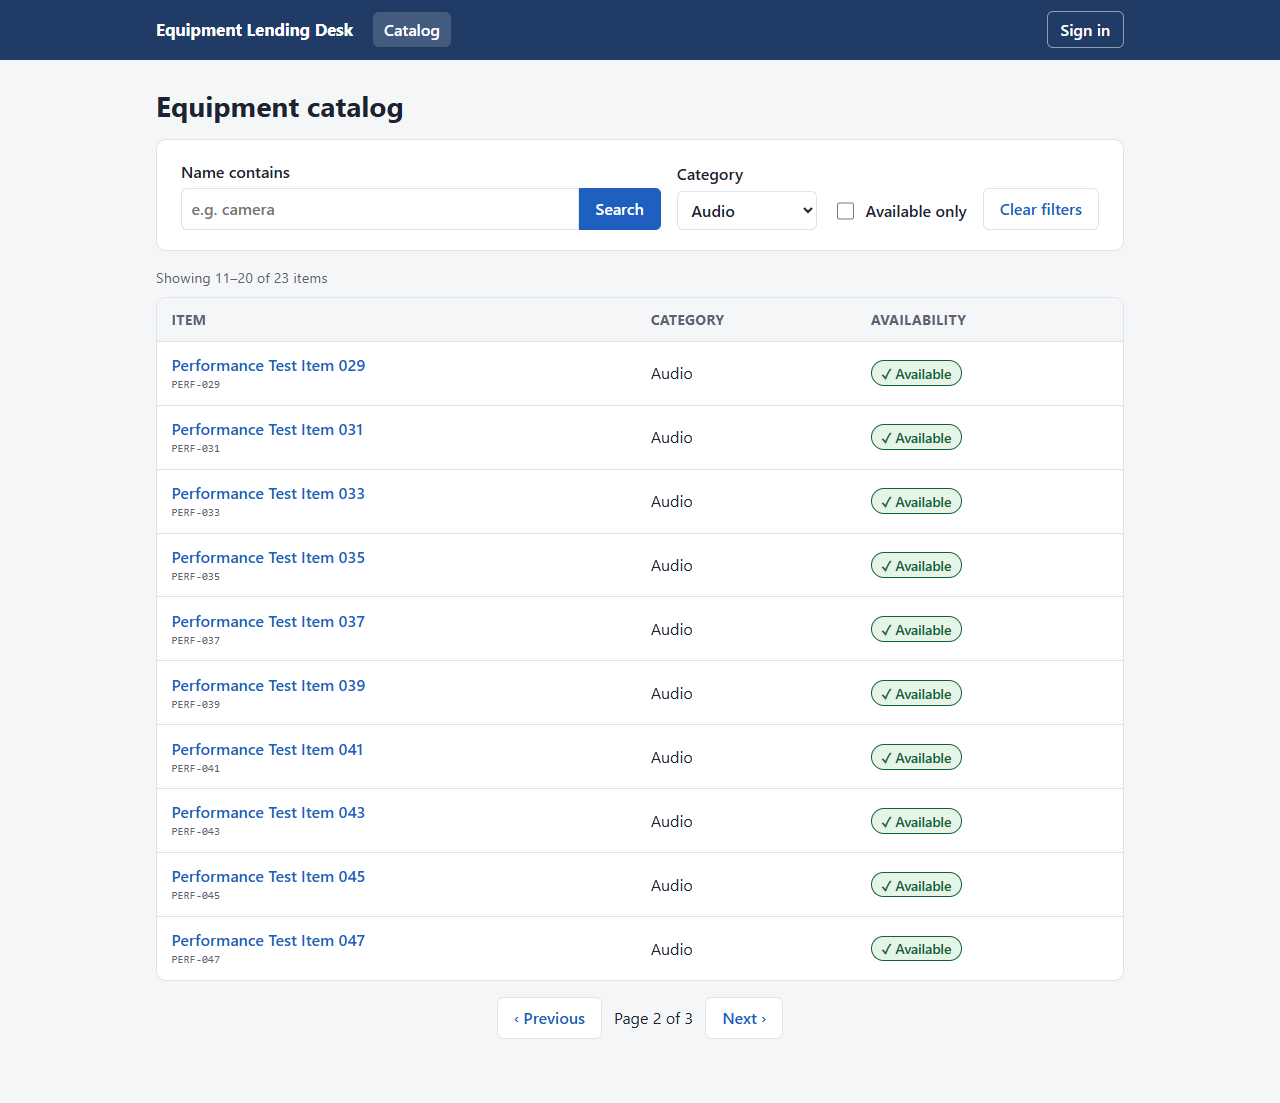 Equipment Lending Desk Catalog Sign in
Equipment catalog
Name contains
Category
e.g. camera Search Audio Available only Clear filters
Showing 11–20 of 23 items
ITEM CATEGORY AVAILABILITY
Performance Test Item 029
PERF-029
Audio ✓ Available
Performance Test Item 031
PERF-031
Audio ✓ Available
Performance Test Item 033
PERF-033
Audio ✓ Available
Performance Test Item 035
PERF-035
Audio ✓ Available
Performance Test Item 037
PERF-037
Audio ✓ Available
Performance Test Item 039
PERF-039
Audio ✓ Available
Performance Test Item 041
PERF-041
Audio ✓ Available
Performance Test Item 043
PERF-043
Audio ✓ Available
Performance Test Item 045
PERF-045
Audio ✓ Available
Performance Test Item 047
PERF-047
Audio ✓ Available
‹ Previous Page 2 of 3 Next ›